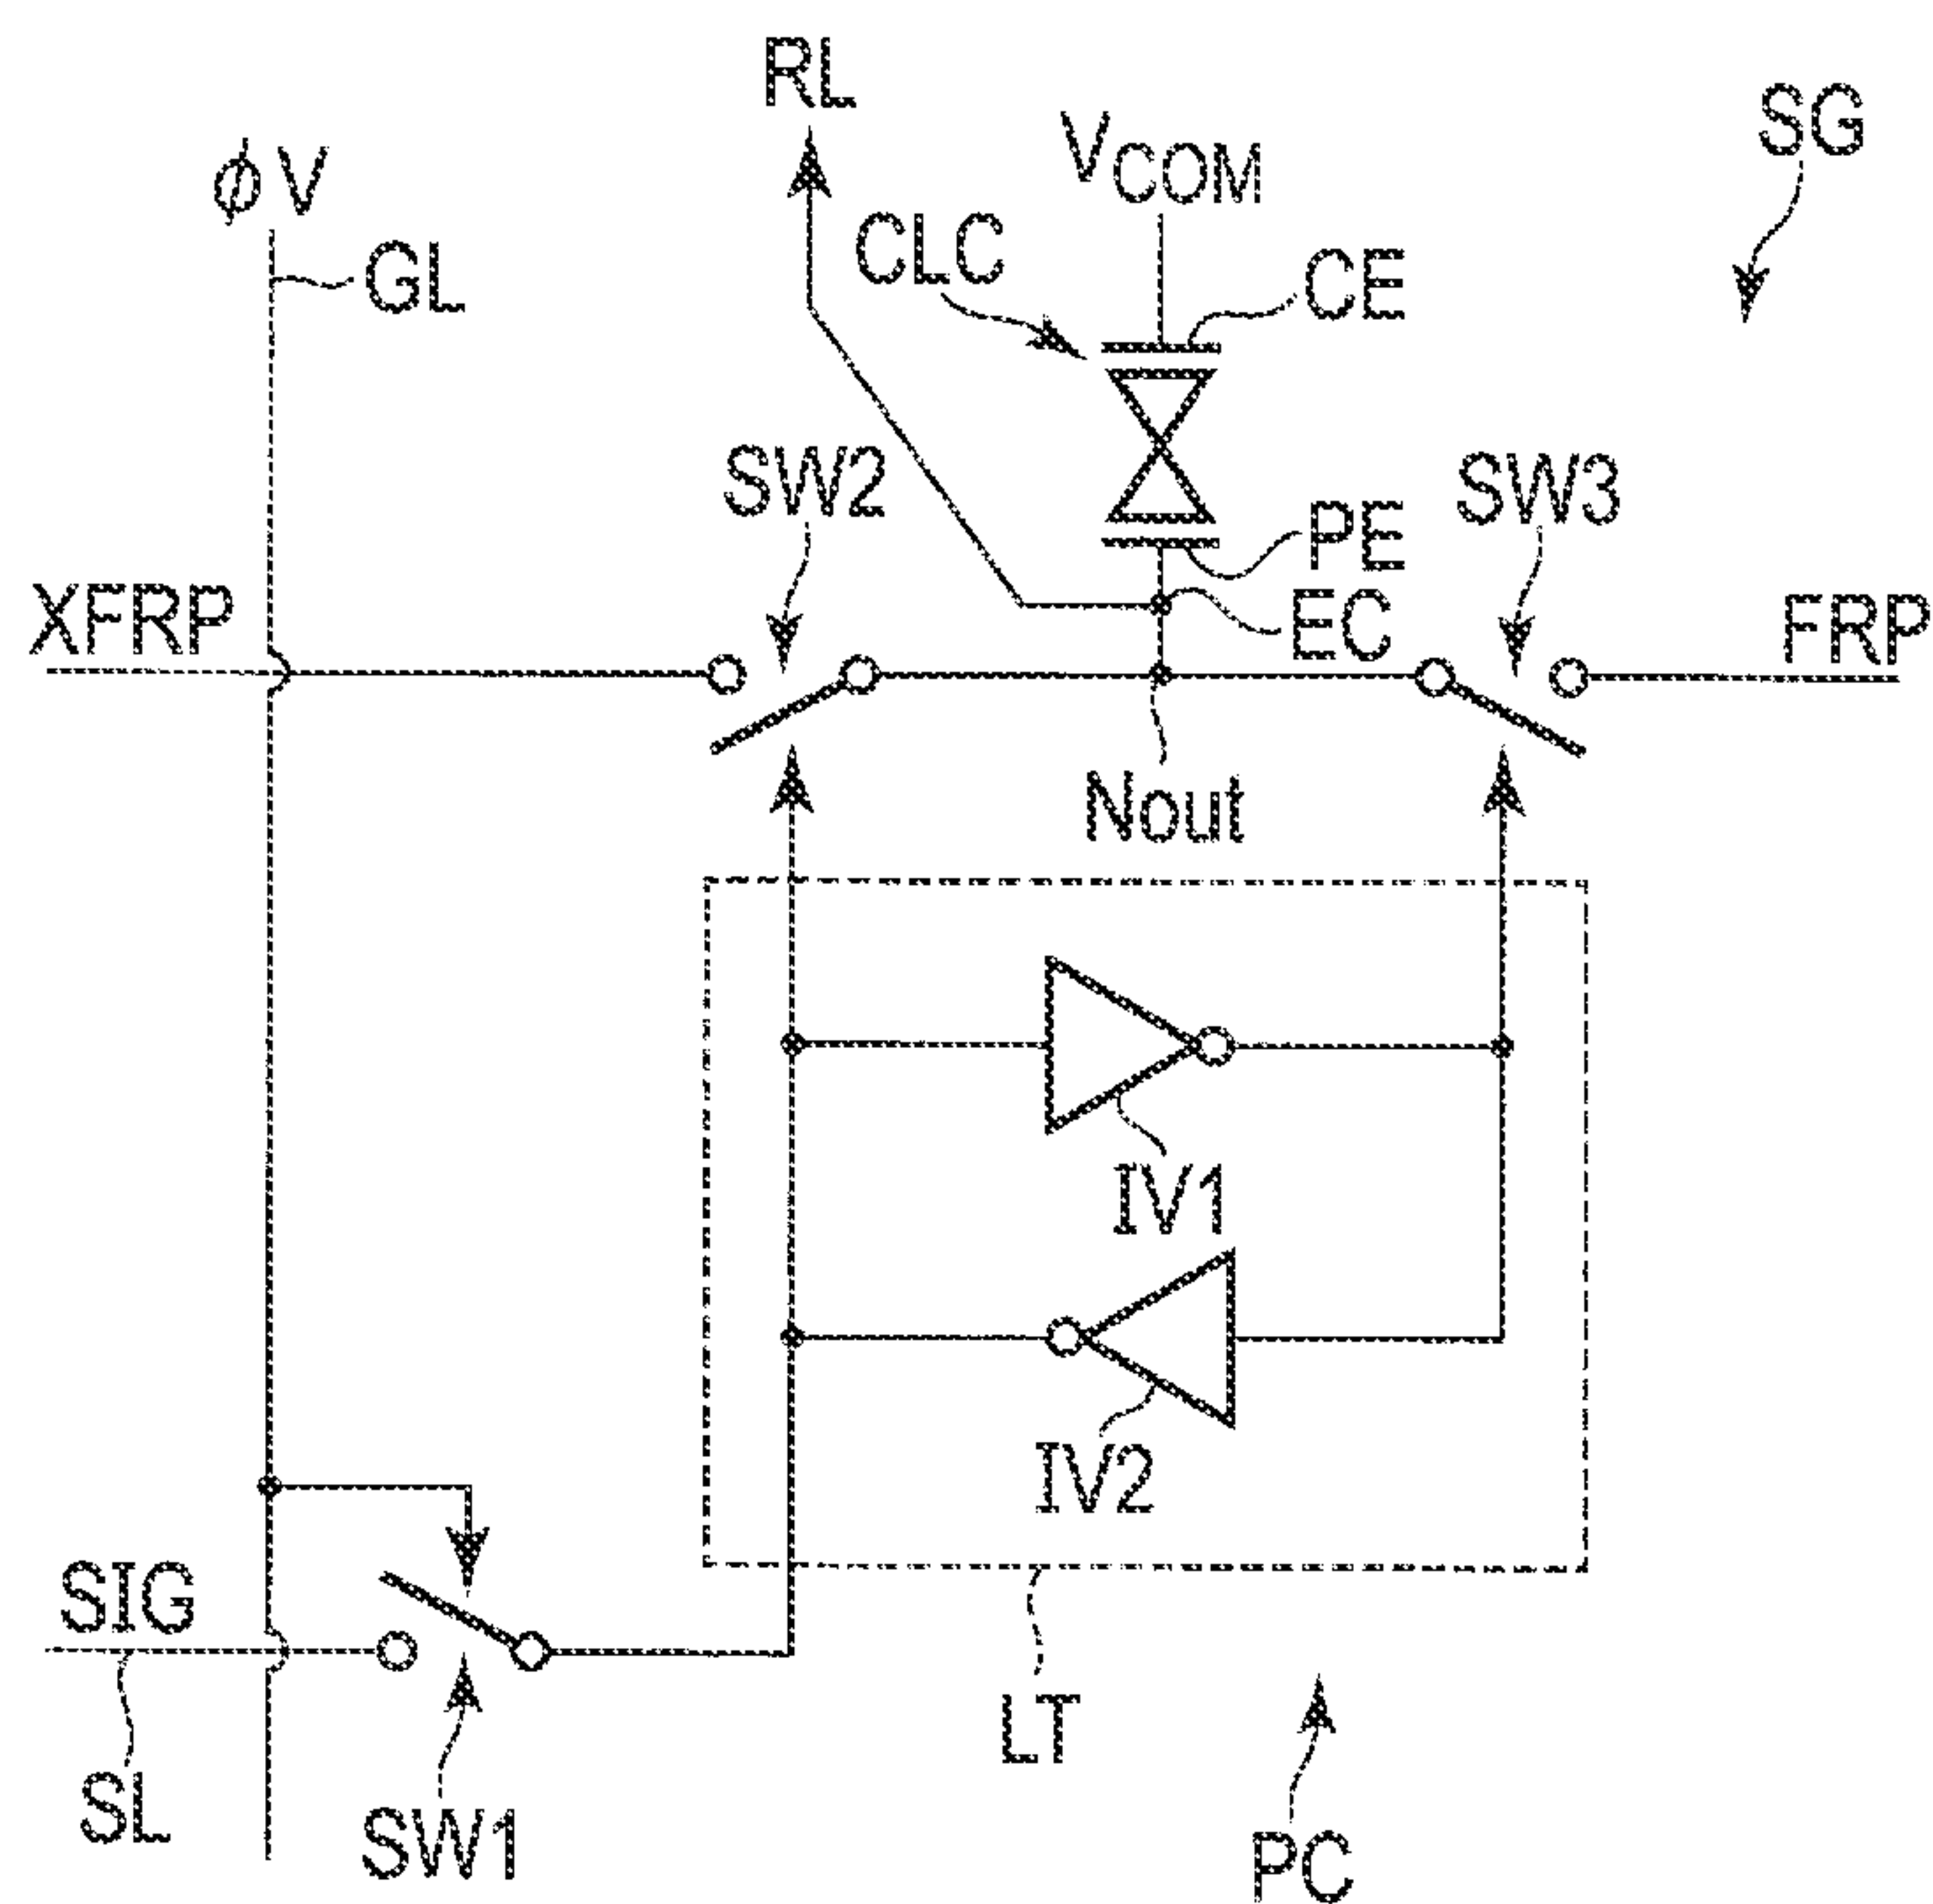 RL
SG
VCOM
ϕV
CLC
CE
GL
SW2
SW3
PE
XFRP
EC
FRP
Nout
IV1
IV2
SIG
LT
SL
SW1
PC